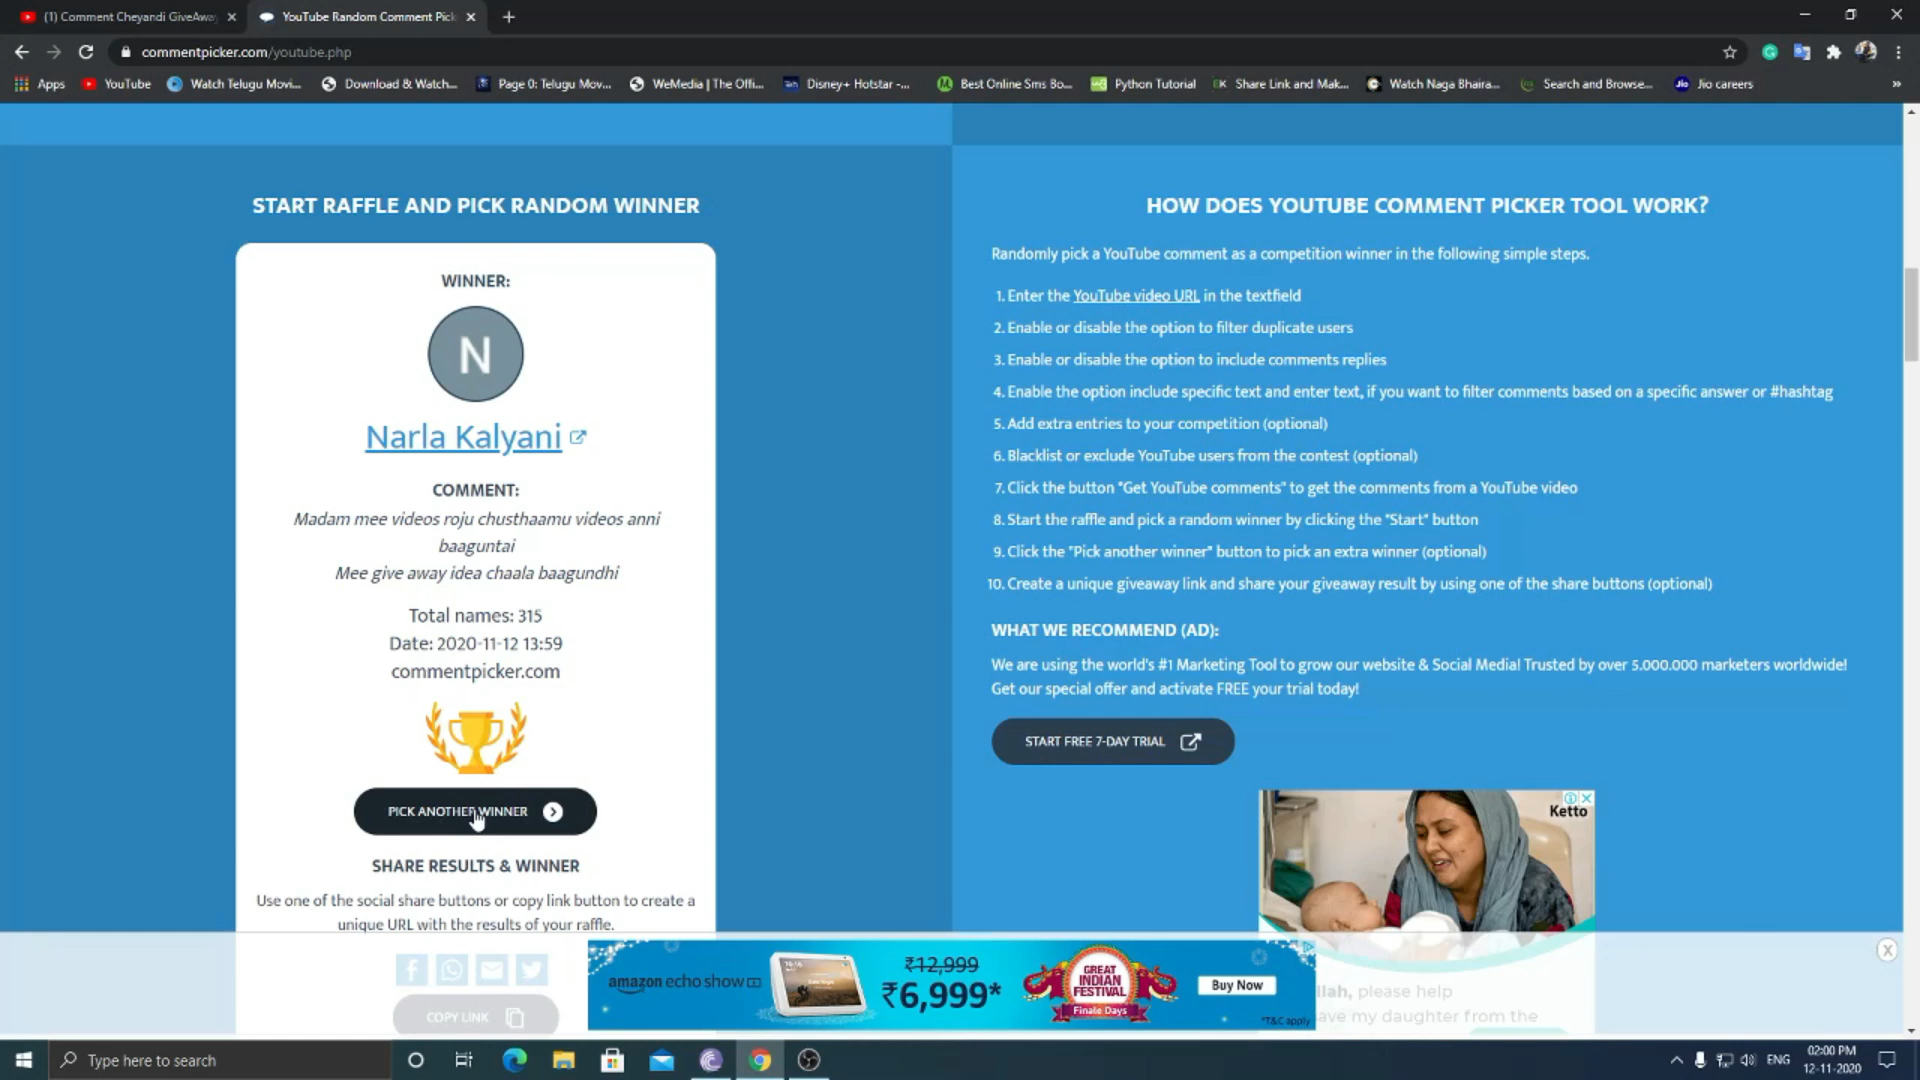 (1) Comment Cheyandi GiveAway
YouTube Random Comment Pick
commentpicker.com/youtube.php
Apps
YouTube
Watch Telugu Movi...
Download & Watch...
Page 0: Telugu Mov...
WeMedia | The Offi...
Disney+ Hotstar -...
Best Online Sms Bo...
Python Tutorial
Share Link and Mak...
Watch Naga Bhaira...
Search and Browse...
Jio careers
START RAFFLE AND PICK RANDOM WINNER
WINNER:
N
Narla Kalyani
COMMENT:
Madam mee videos roju chusthaamu videos anni
baaguntai
Mee give away idea chaala baagundhi
Total names: 315
Date: 2020-11-12 13:59
commentpicker.com
PICK ANOTHER WINNER
SHARE RESULTS & WINNER
Use one of the social share buttons or copy link button to create a
unique URL with the results of your raffle.
COPY LINK
HOW DOES YOUTUBE COMMENT PICKER TOOL WORK?
Randomly pick a YouTube comment as a competition winner in the following simple steps.
1. Enter the YouTube video URL in the textfield
2. Enable or disable the option to filter duplicate users
3. Enable or disable the option to include comments replies
4. Enable the option include specific text and enter text, if you want to filter comments based on a specific answer or #hashtag
5. Add extra entries to your competition (optional)
6. Blacklist or exclude YouTube users from the contest (optional)
7. Click the button "Get YouTube comments" to get the comments from a YouTube video
8. Start the raffle and pick a random winner by clicking the "Start" button
9. Click the "Pick another winner" button to pick an extra winner (optional)
10. Create a unique giveaway link and share your giveaway result by using one of the share buttons (optional)
WHAT WE RECOMMEND (AD):
We are using the world's #1 Marketing Tool to grow our website & Social Media! Trusted by over 5.000.000 marketers worldwide!
Get our special offer and activate FREE your trial today!
START FREE 7-DAY TRIAL
Ketto
llah, please help
ave my daughter from the
amazon echo show 5
₹12,999
₹6,999*
GREAT
INDIAN
FESTIVAL
Finale Days
Buy Now
*T&C apply
Type here to search
ENG
02:00 PM
12-11-2020